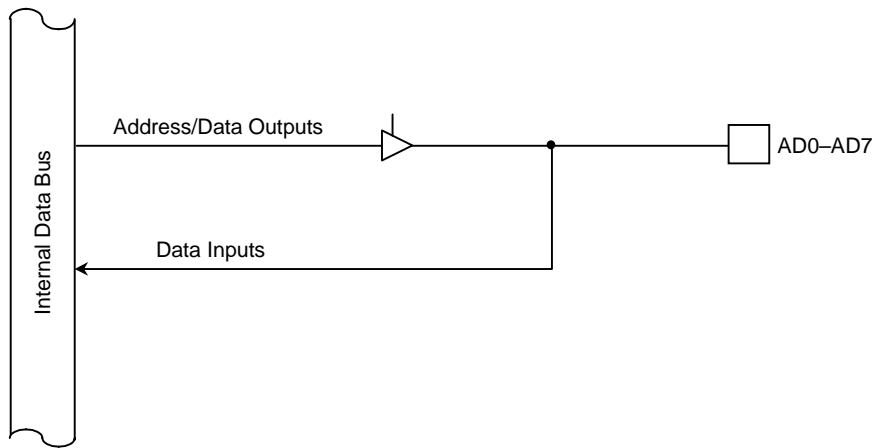 Address/Data Outputs
AD0–AD7
Data Inputs
Internal Data Bus